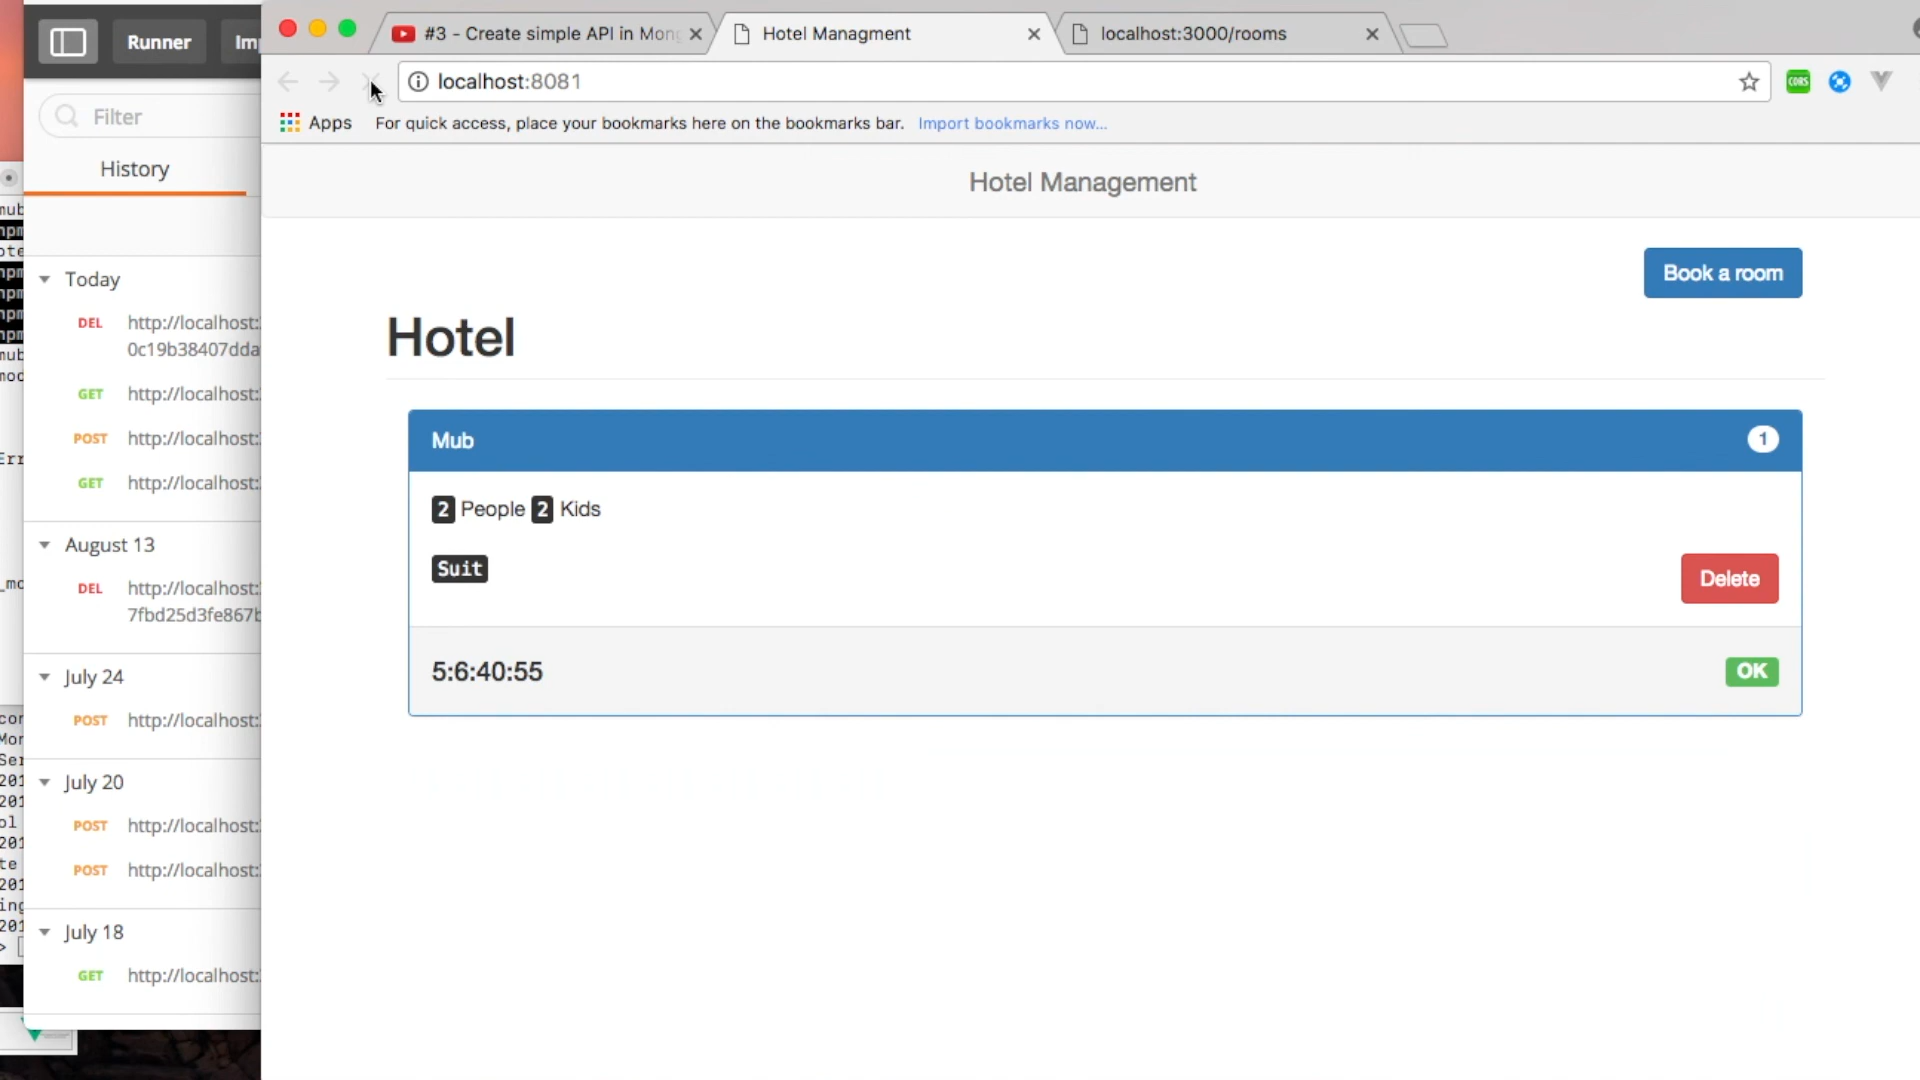 Runner
Filter
History
Today
DEL http://localhost:
0c19b38407dda
GET http://localhost:
POST http://localhost:
GET http://localhost:
August 13
DEL http://localhost:
7fbd25d3fe867b
July 24
POST http://localhost:
July 20
POST http://localhost:
POST http://localhost:
July 18
GET http://localhost:
#3 - Create simple API in Mong
Hotel Managment
localhost:3000/rooms
localhost:8081
CORS
Apps For quick access, place your bookmarks here on the bookmarks bar. Import bookmarks now...
Hotel Management
Book a room
Hotel
Mub 1
2 People 2 Kids
Suit
Delete
5:6:40:55 OK